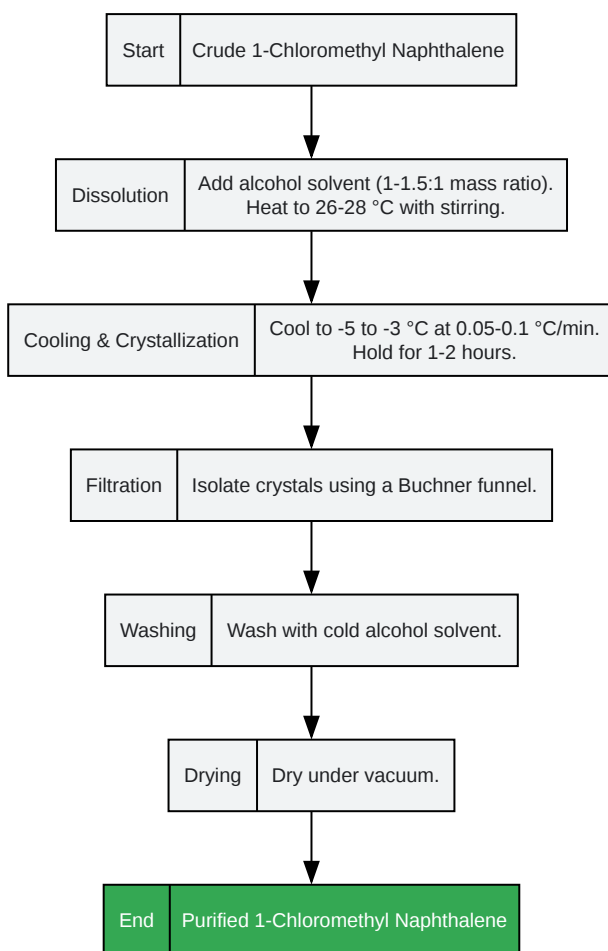 Start
Crude 1-Chloromethyl Naphthalene
Dissolution
Add alcohol solvent (1-1.5:1 mass ratio).
Heat to 26-28 °C with stirring.
Cooling & Crystallization
Cool to -5 to -3 °C at 0.05-0.1 °C/min.
Hold for 1-2 hours.
Filtration
Isolate crystals using a Buchner funnel.
Washing
Wash with cold alcohol solvent.
Drying
Dry under vacuum.
End
Purified 1-Chloromethyl Naphthalene